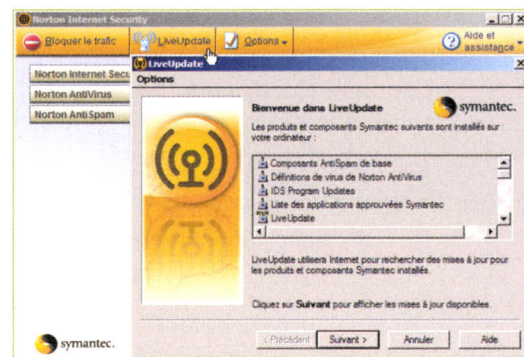 Norton Internet Security
Bloquer le trafic
LiveUpdate
Options
Aide et assistance
Norton Internet Secu
Norton AntiVirus
Norton AntiSpam
LiveUpdate
Options
Bienvenue dans LiveUpdate
symantec.
Les produits et composants Symantec suivants sont installés sur
votre ordinateur :
Composants AntiSpam de base
Définitions de virus de Norton AntiVirus
IDS Program Updates
Liste des applications approuvées Symantec
LiveUpdate
LiveUpdate utilisera Internet pour rechercher des mises à jour pour
les produits et composants Symantec installés.
Cliquez sur Suivant pour afficher les mises à jour disponibles.
< Précédent
Suivant >
Annuler
Aide
symantec.